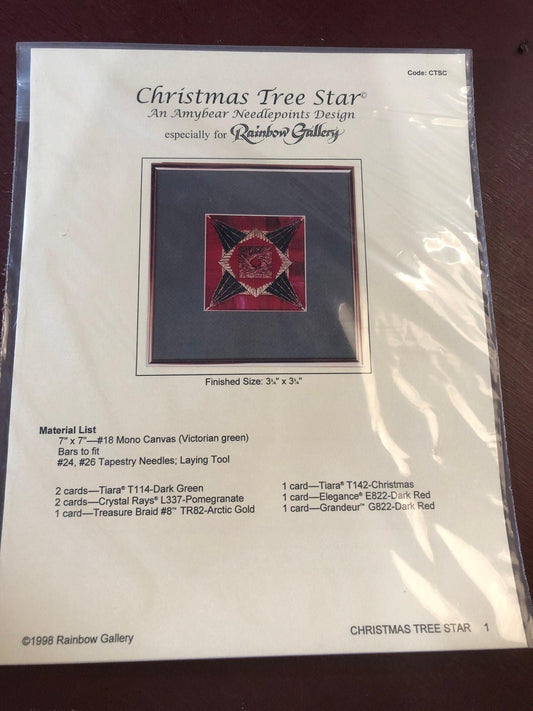 Code: CTSC
Christmas Tree Star©
An Amybear Needlepoints Design
especially for Rainbow Gallery
Finished Size: 3¼" x 3¼"
Material List
7" x 7"—#18 Mono Canvas (Victorian green)
Bars to fit
#24, #26 Tapestry Needles; Laying Tool
2 cards—Tiara® T114-Dark Green
2 cards—Crystal Rays® L337-Pomegranate
1 card—Treasure Braid #8™ TR82-Arctic Gold
1 card—Tiara® T142-Christmas
1 card—Elegance® E822-Dark Red
1 card—Grandeur™ G822-Dark Red
©1998 Rainbow Gallery
CHRISTMAS TREE STAR 1